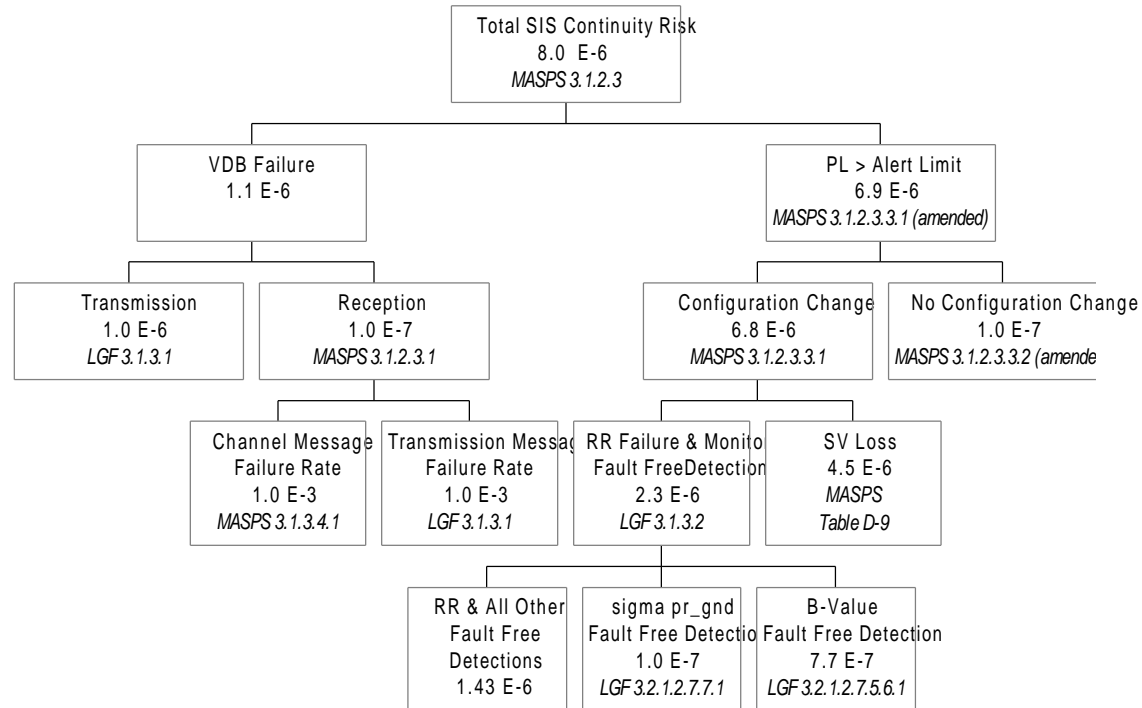 Total SIS Continuity Risk
8.0 E-6
MASPS 3.1.2.3
VDB Failure
1.1 E-6
PL > Alert Limit
6.9 E-6
MASPS 3.1.2.3.3.1 (amended)
Transmission
1.0 E-6
LGF 3.1.3.1
Reception
1.0 E-7
MASPS 3.1.2.3.1
Configuration Change
6.8 E-6
MASPS 3.1.2.3.3.1
No Configuration Change
1.0 E-7
MASPS 3.1.2.3.3.2 (amende
Channel Message
Failure Rate
1.0 E-3
MASPS 3.1.3.4.1
Transmission Messag
Failure Rate
1.0 E-3
LGF 3.1.3.1
RR Failure & Monito
Fault FreeDetection
2.3 E-6
LGF 3.1.3.2
SV Loss
4.5 E-6
MASPS
Table D-9
RR & All Other
Fault Free
Detections
1.43 E-6
sigma pr_gnd
Fault Free Detectio
1.0 E-7
LGF 3.2.1.2.7.7.1
B-Value
Fault Free Detection
7.7 E-7
LGF 3.2.1.2.7.5.6.1